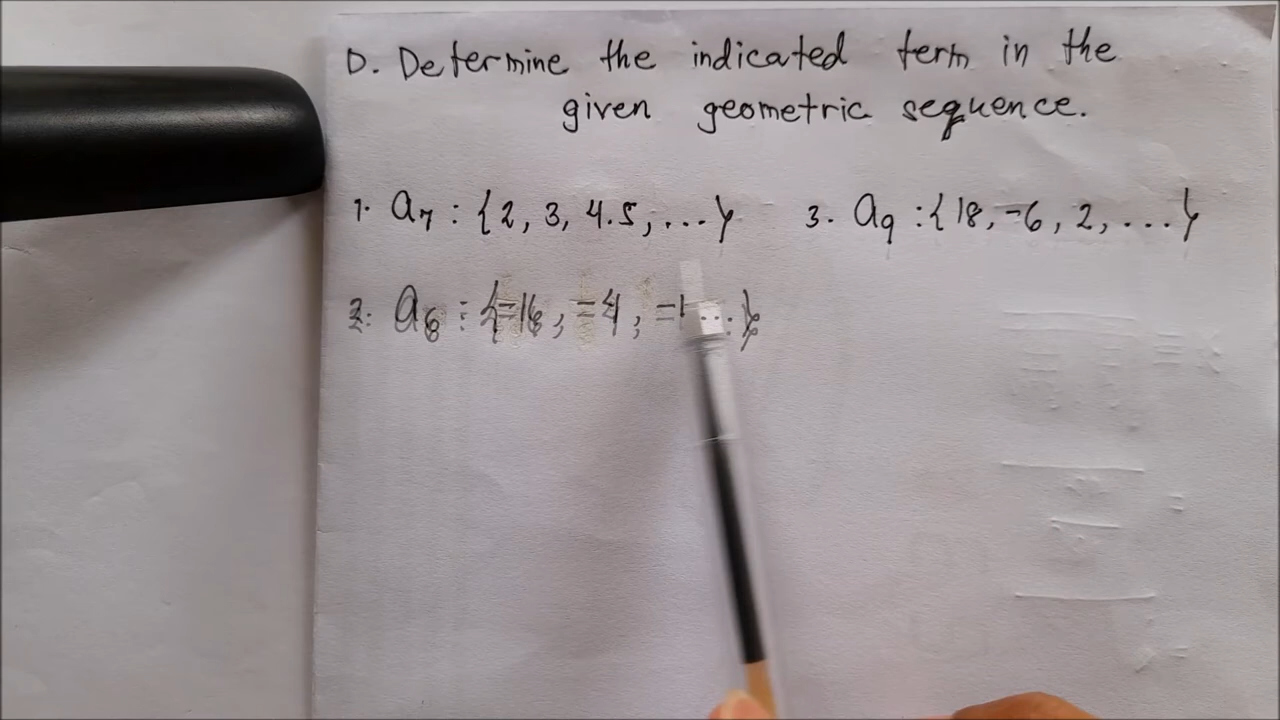 D. Determine the indicated term in the
given geometric sequence.
1. a₇ : {2, 3, 4.5, ...}
3. a₉ : {18, -6, 2, ...}
2. a₆ : {-16, -4, -1 ...}